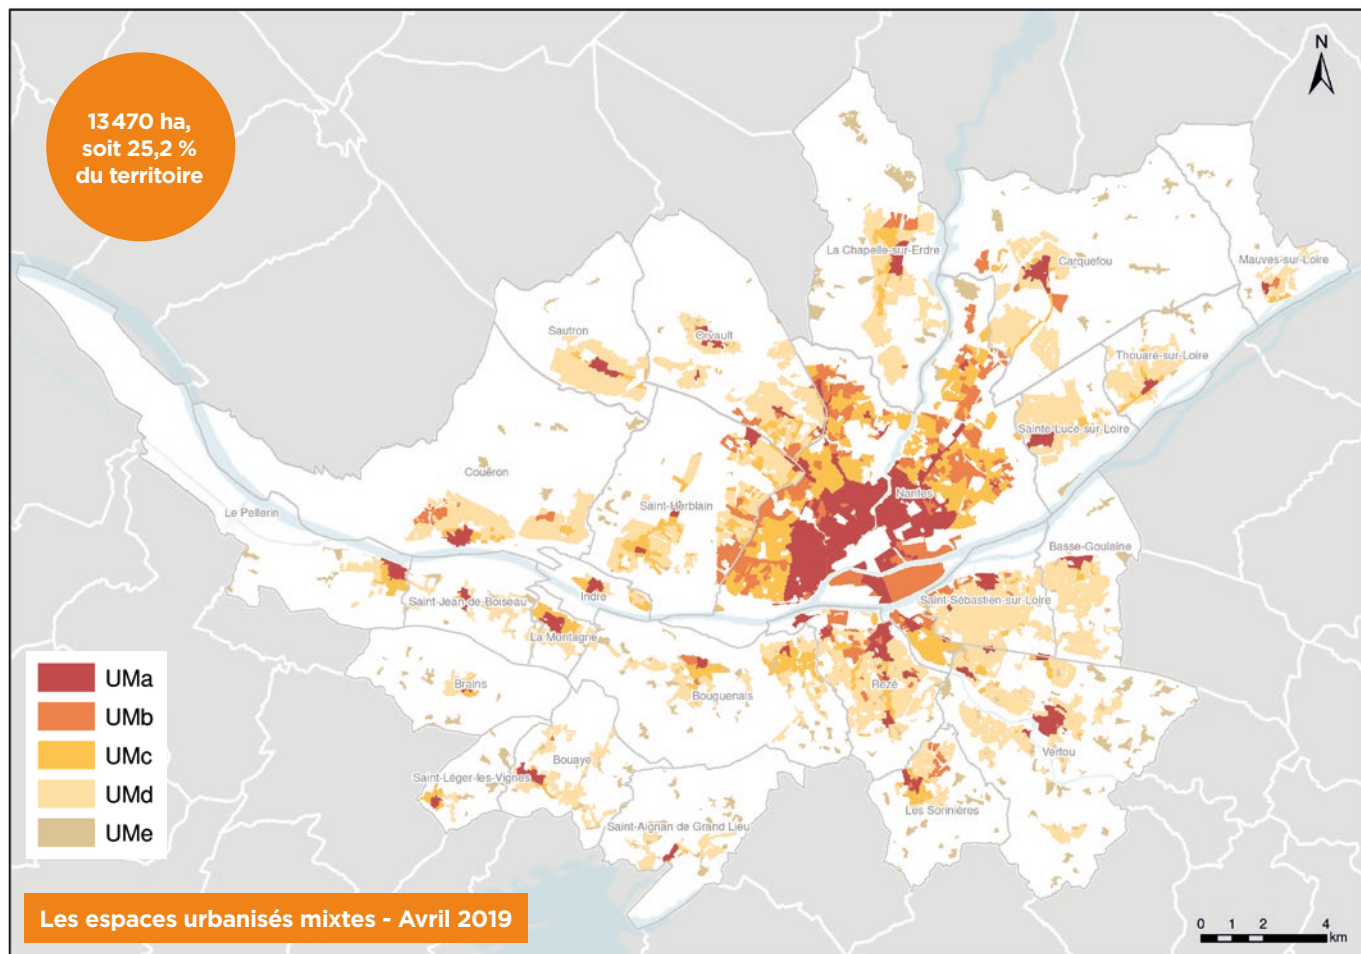 13 470 ha,
soit 25,2 %
du territoire
N
La Chapelle-sur-Erdre
Carquefou
Mauves-sur-Loire
Sautron
Orvault
Thouaré-sur-Loire
Sainte-Luce-sur-Loire
Couëron
Saint-Herblain
Nantes
Le Pellerin
Basse-Goulaine
Saint-Jean-de-Boiseau
Indre
Saint-Sébastien-sur-Loire
La Montagne
Brains
Bouguenais
Rezé
Vertou
Bouaye
Saint-Léger-les-Vignes
Les Sorinières
Saint-Aignan de Grand Lieu
UMa
UMb
UMc
UMd
UMe
Les espaces urbanisés mixtes - Avril 2019
0 1 2 4
km